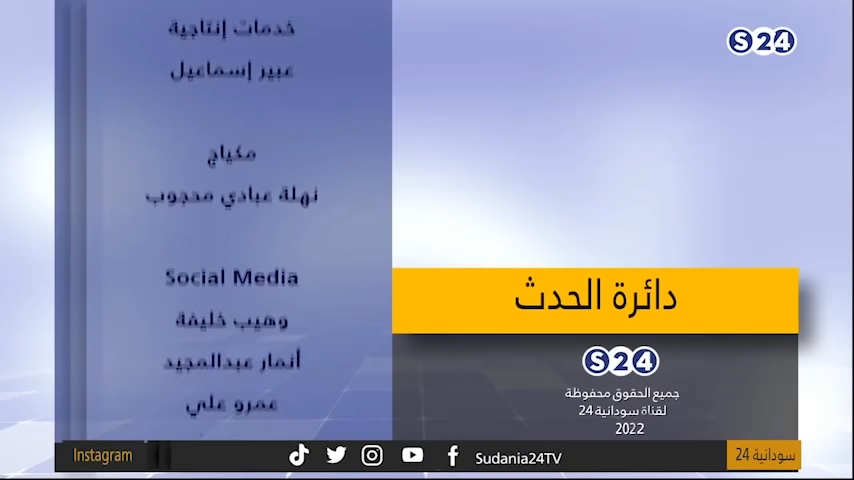 خدمات إنتاجية
عبير إسماعيل
مكياج
نهلة عبادي محجوب
Social Media
وهيب خليفة
أنمار عبدالمجيد
عمرو علي
S24
دائرة الحدث
S24
جميع الحقوق محفوظة
لقناة سودانية 24
2022
Instagram
Sudania24TV
سودانية 24